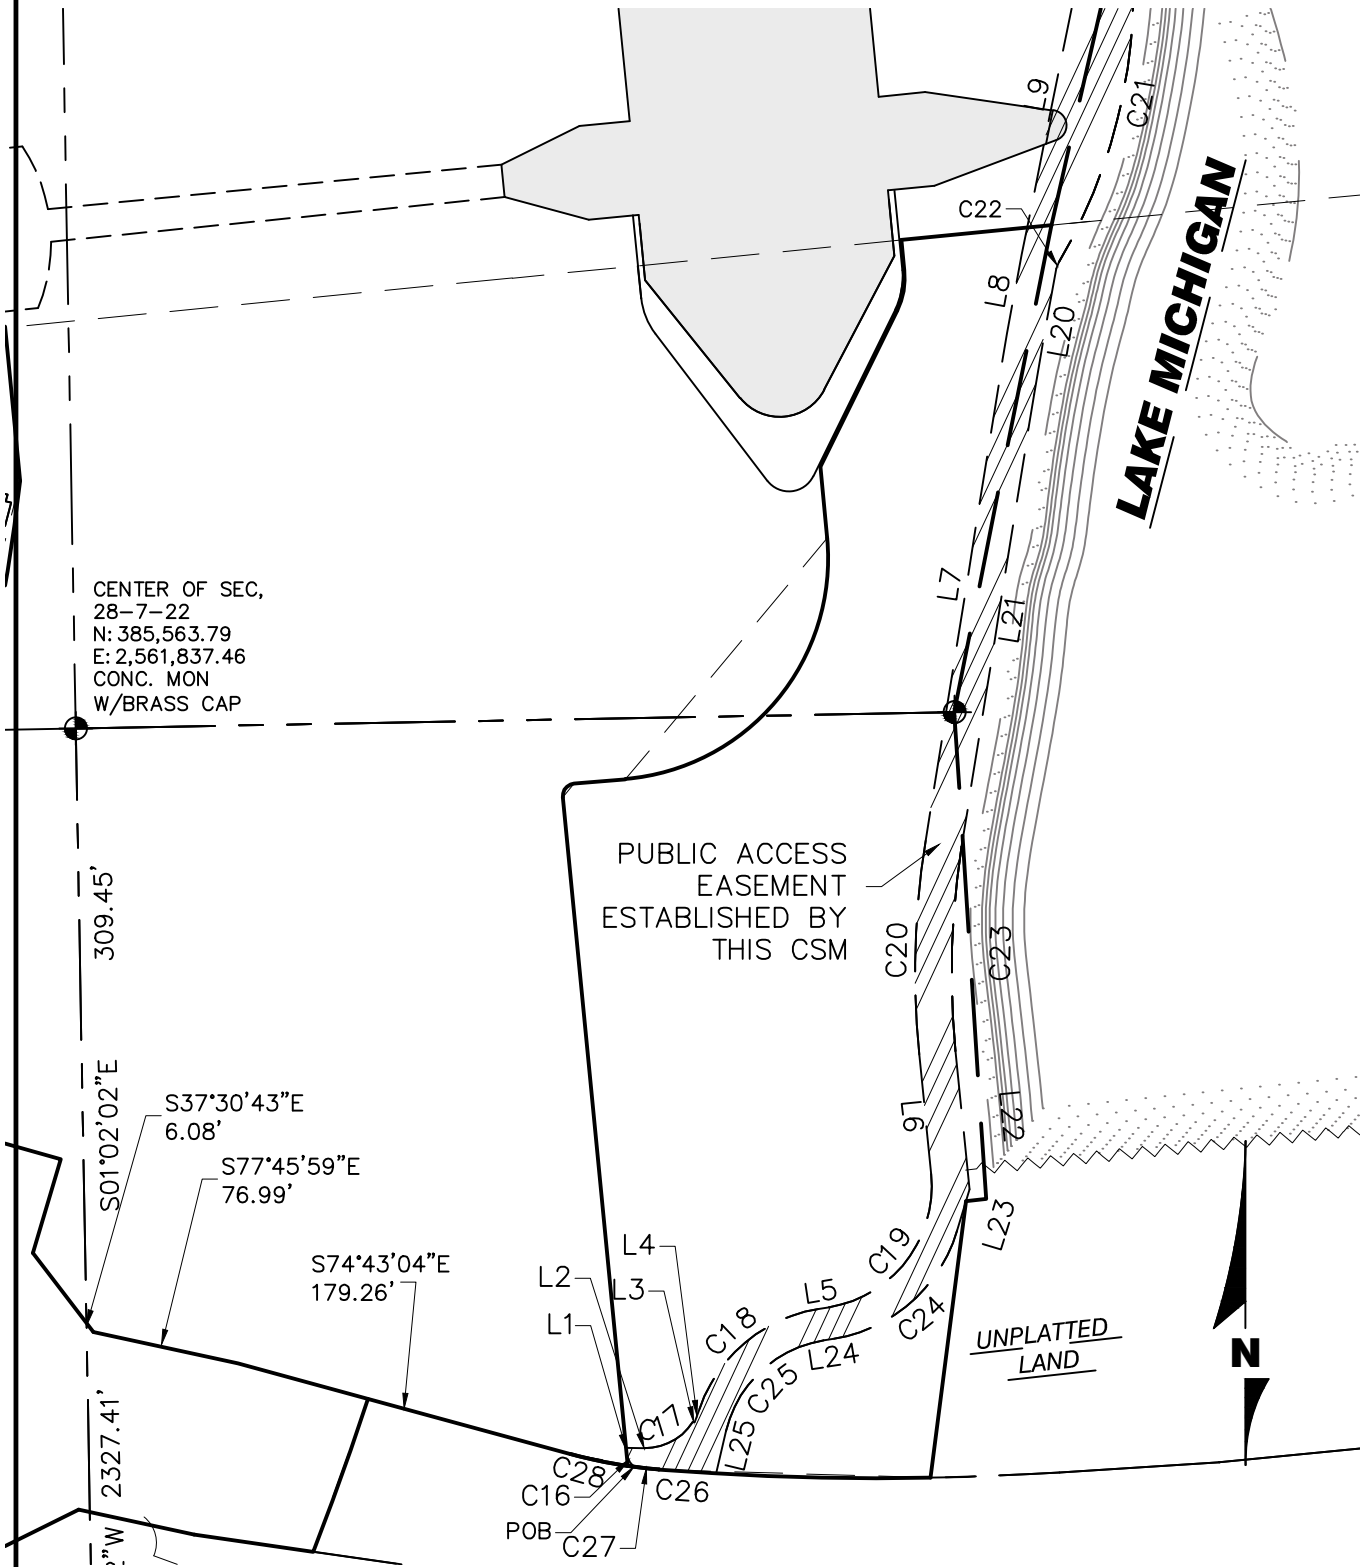 L9
C21
C22
LAKE MICHIGAN
L8
L20
CENTER OF SEC,
28–7–22
N: 385,563.79
E: 2,561,837.46
CONC. MON
W/BRASS CAP
L7
L21
PUBLIC ACCESS
EASEMENT
ESTABLISHED BY
THIS CSM
309.45'
C20
C23
S01°02'02"E
S37°30'43"E
6.08'
L6
L22
S77°45'59"E
76.99'
L23
S74°43'04"E
179.26'
L4
C19
L2
L3
L5
L1
C18
C24
UNPLATTED
LAND
N
L24
C25
C17
L25
2327.41'
C28
C16
C26
POB
C27
"W